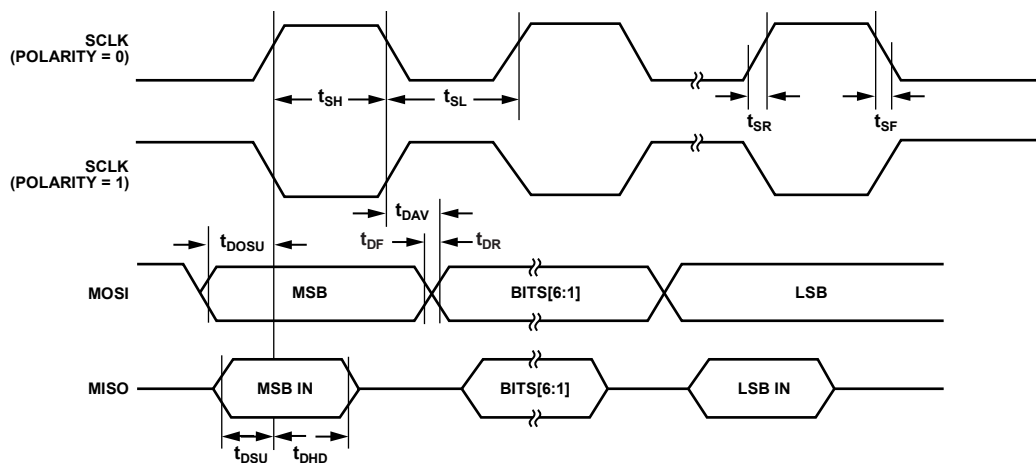 SCLK
(POLARITY = 0)
tSH
tSL
tSR
tSF
SCLK
(POLARITY = 1)
tDAV
tDOSU
tDF
tDR
MOSI
MSB
BITS[6:1]
LSB
MISO
MSB IN
BITS[6:1]
LSB IN
tDSU
tDHD